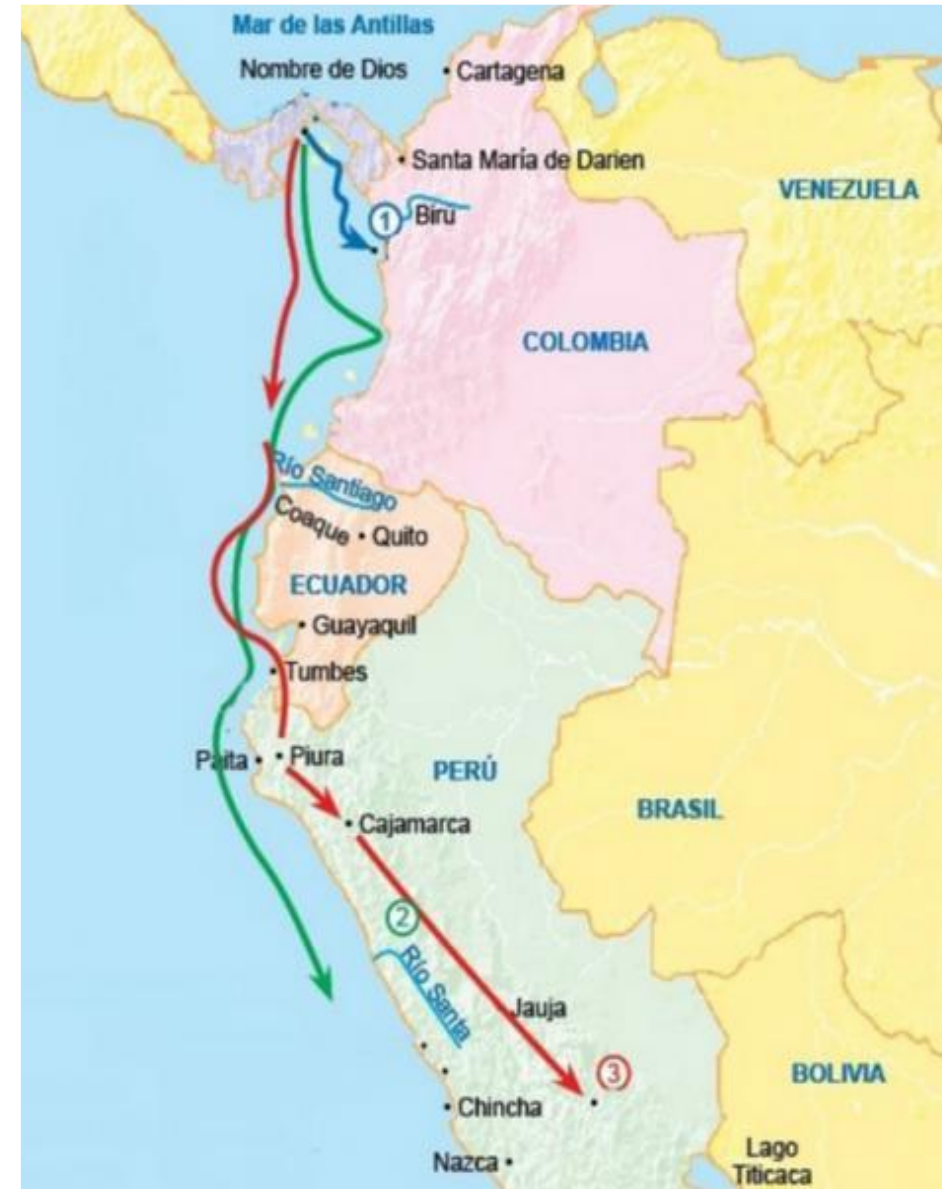 Mar de las Antillas
Nombre de Dios
Cartagena
Santa María de Darien
VENEZUELA
1
Biru
COLOMBIA
Río Santiago
Coaque
Quito
ECUADOR
Guayaquil
Tumbes
Paita
Piura
PERÚ
Cajamarca
BRASIL
2
Río Santa
Jauja
3
BOLIVIA
Chincha
Nazca
Lago
Titicaca